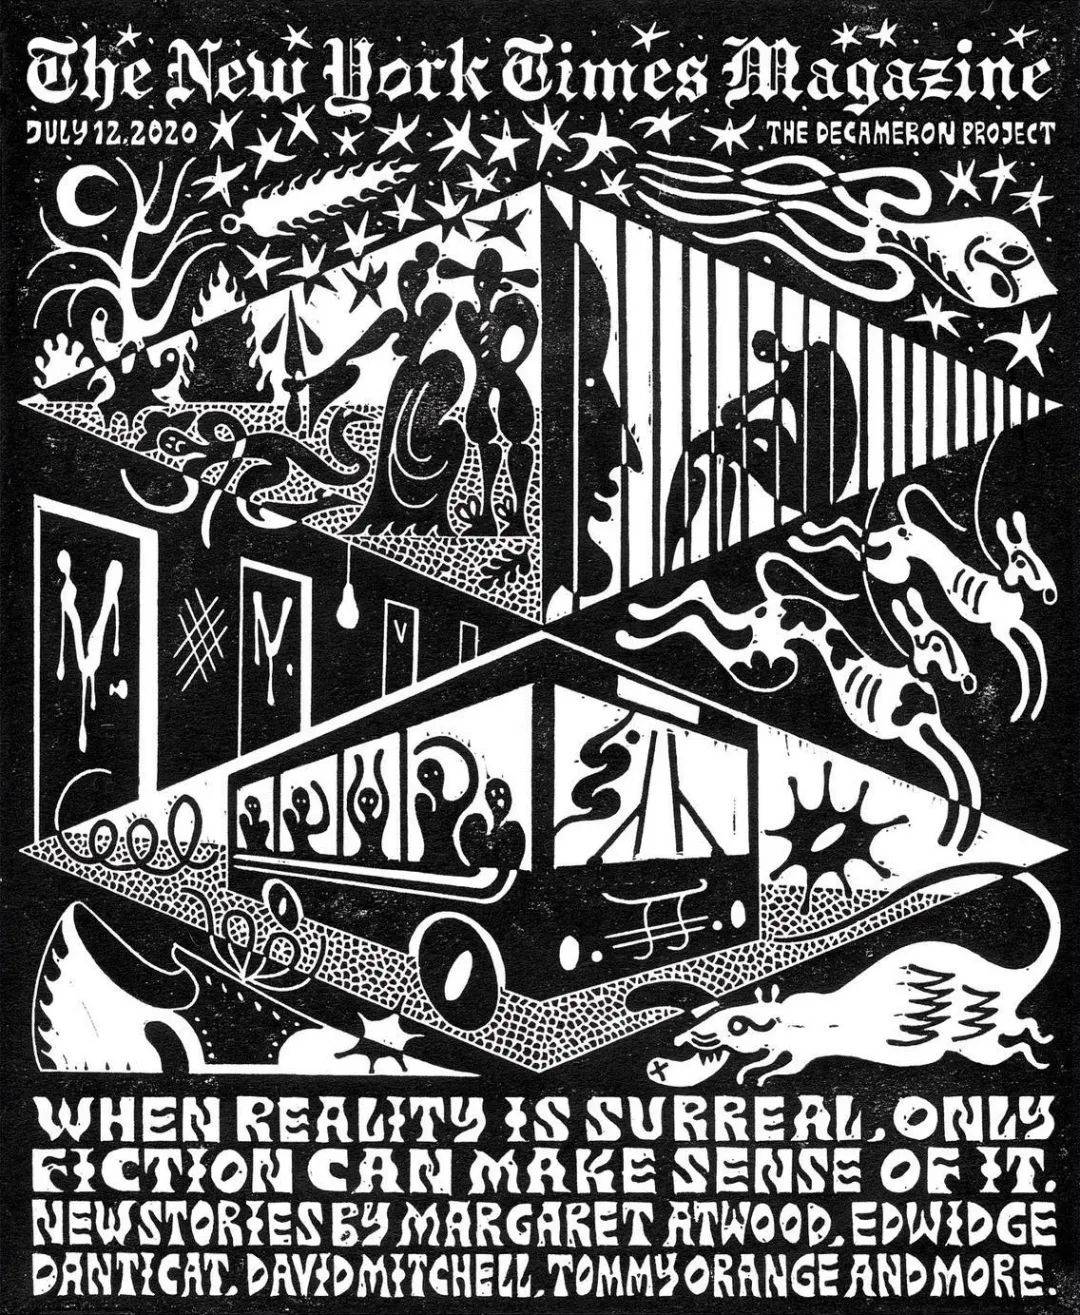 The New York Times Magazine
JULY 12.2020
THE DECAMERON PROJECT
WHEN REALITY IS SURREAL, ONLY
FICTION CAN MAKE SENSE OF IT.
NEW STORIES BY MARGARET ATWOOD, EDWIDGE
DANTICAT, DAVID MITCHELL, TOMMY ORANGE AND MORE.